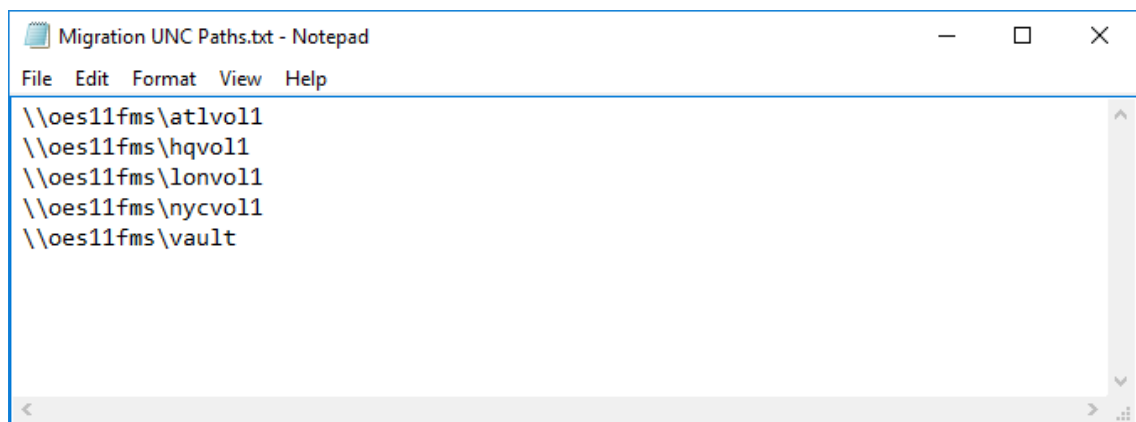 Migration UNC Paths.txt - Notepad
File Edit Format View Help
\\oes11fms\atlvol1
\\oes11fms\hqvol1
\\oes11fms\lonvol1
\\oes11fms\nycvol1
\\oes11fms\vault